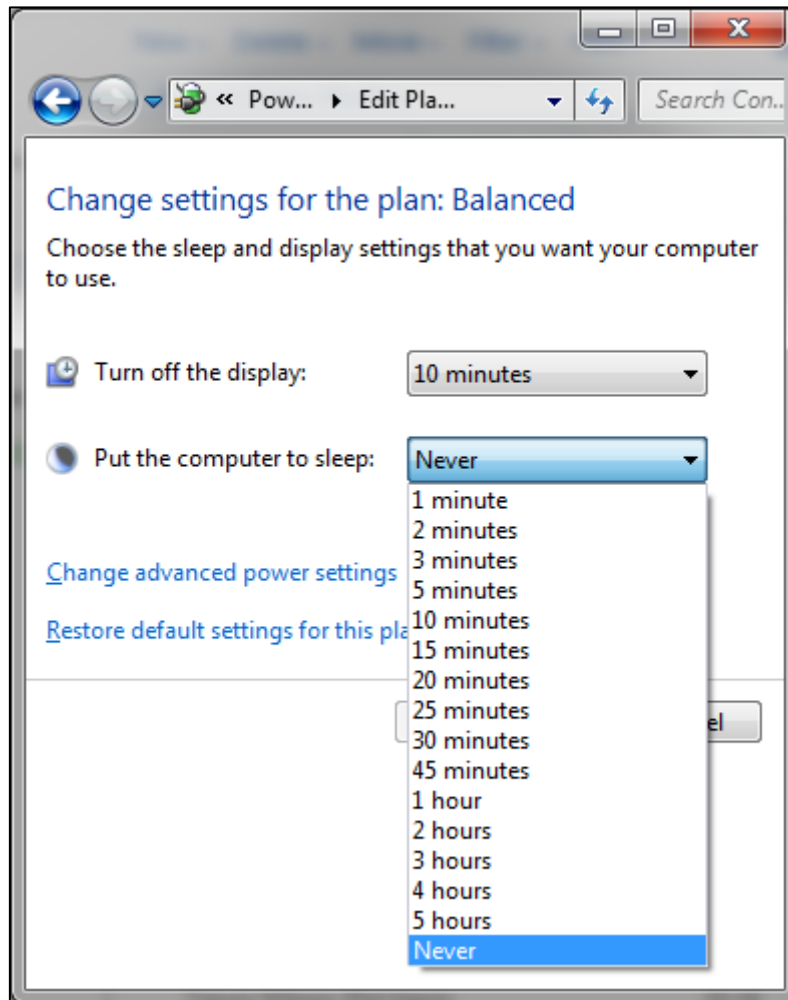 « Pow... ▸ Edit Pla...
Search Con..
Change settings for the plan: Balanced
Choose the sleep and display settings that you want your computer
to use.
Turn off the display:
10 minutes
Put the computer to sleep:
Never
1 minute
2 minutes
3 minutes
5 minutes
Change advanced power settings
10 minutes
Restore default settings for this pla
15 minutes
20 minutes
25 minutes
30 minutes
45 minutes
1 hour
2 hours
3 hours
4 hours
5 hours
Never
el